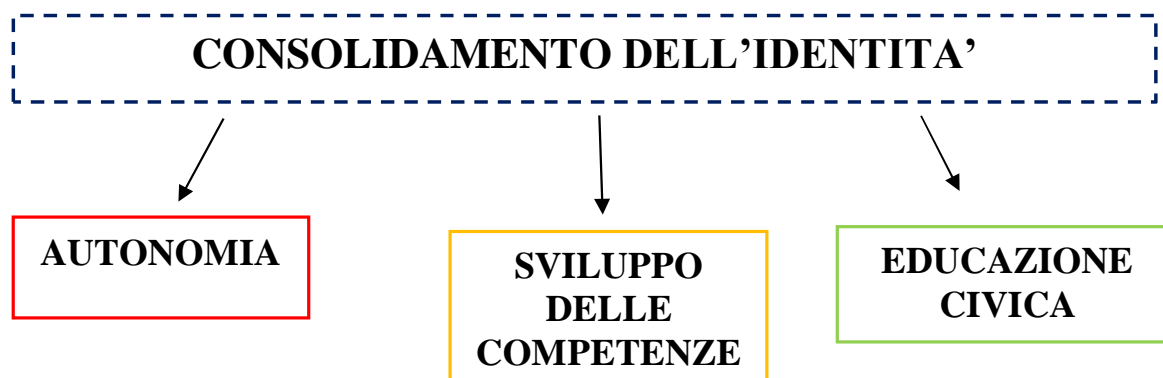 CONSOLIDAMENTO DELL’IDENTITA’
AUTONOMIA
SVILUPPO
DELLE
COMPETENZE
EDUCAZIONE
CIVICA